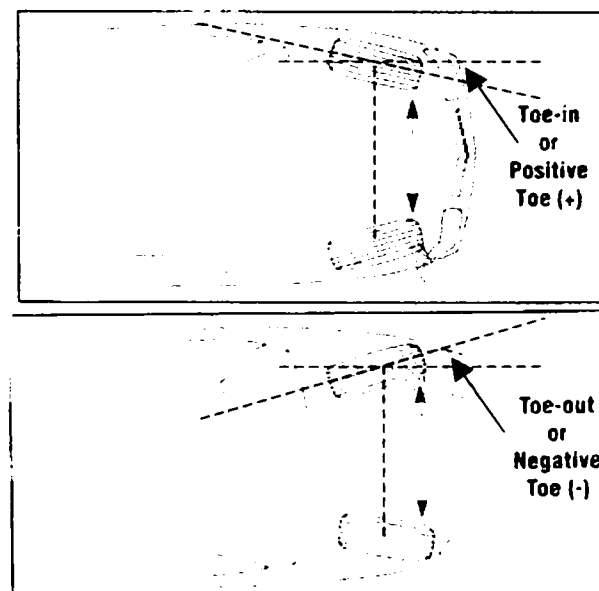 Toe-in
or
Positive
Toe (+)
Toe-out
or
Negative
Toe (-)